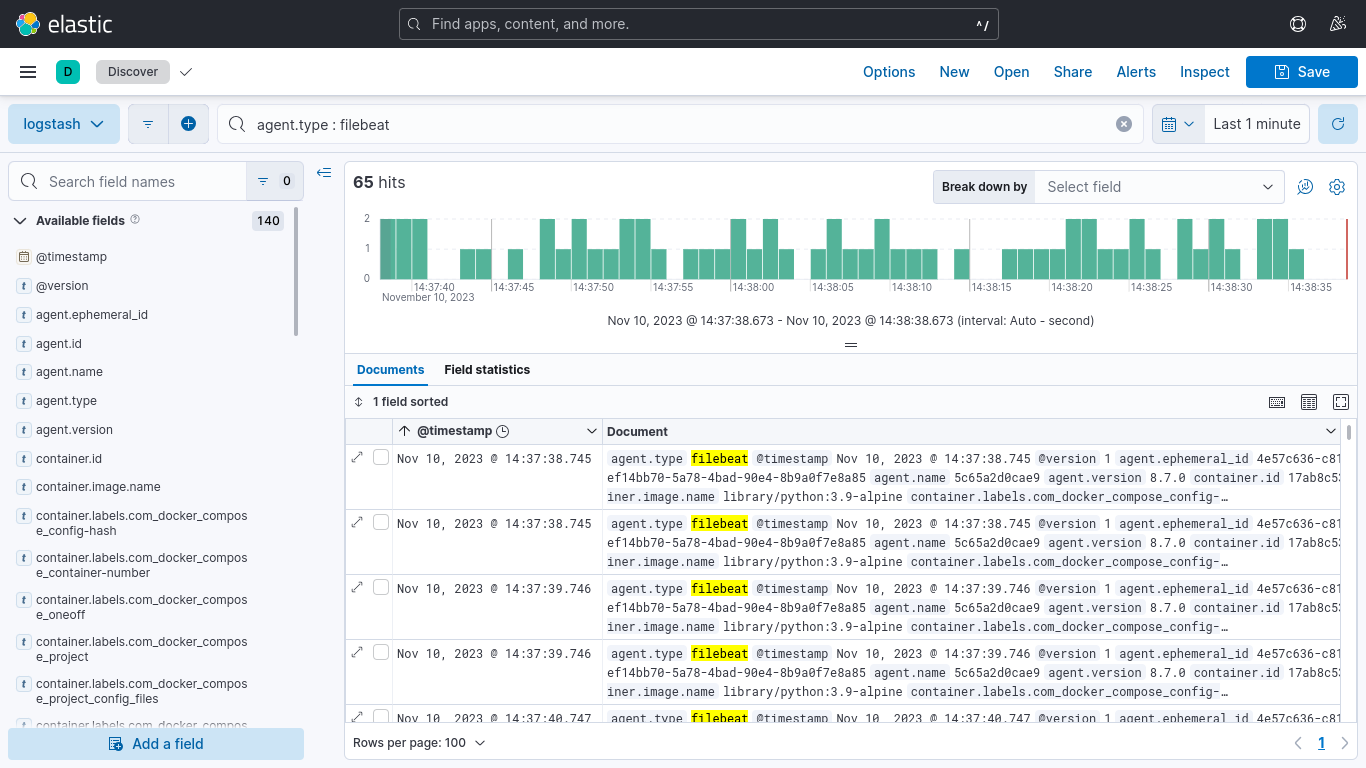 elastic
Find apps, content, and more.
^/
D
Discover
Options
New
Open
Share
Alerts
Inspect
Save
logstash
agent.type : filebeat
Last 1 minute
Search field names
0
Available fields
140
@timestamp
t @version
t agent.ephemeral_id
t agent.id
t agent.name
t agent.type
t agent.version
t container.id
t container.image.name
t container.labels.com_docker_compos
e_config-hash
t container.labels.com_docker_compos
e_container-number
t container.labels.com_docker_compos
e_oneoff
t container.labels.com_docker_compos
e_project
t container.labels.com_docker_compos
e_project_config_files
container.labels.com_docker_compos
Add a field
65 hits
Break down by
Select field
2
1
0
14:37:40
14:37:45
14:37:50
14:37:55
14:38:00
14:38:05
14:38:10
14:38:15
14:38:20
14:38:25
14:38:30
14:38:35
November 10, 2023
Nov 10, 2023 @ 14:37:38.673 - Nov 10, 2023 @ 14:38:38.673 (interval: Auto - second)
Documents
Field statistics
1 field sorted
@timestamp
Document
Nov 10, 2023 @ 14:37:38.745
agent.type filebeat @timestamp Nov 10, 2023 @ 14:37:38.745 @version 1 agent.ephemeral_id 4e57c636-c81
ef14bb70-5a78-4bad-90e4-8b9a0f7e8a85 agent.name 5c65a2d0cae9 agent.version 8.7.0 container.id 17ab8c53
iner.image.name library/python:3.9-alpine container.labels.com_docker_compose_config-…
Nov 10, 2023 @ 14:37:38.745
agent.type filebeat @timestamp Nov 10, 2023 @ 14:37:38.745 @version 1 agent.ephemeral_id 4e57c636-c81
ef14bb70-5a78-4bad-90e4-8b9a0f7e8a85 agent.name 5c65a2d0cae9 agent.version 8.7.0 container.id 17ab8c53
iner.image.name library/python:3.9-alpine container.labels.com_docker_compose_config-…
Nov 10, 2023 @ 14:37:39.746
agent.type filebeat @timestamp Nov 10, 2023 @ 14:37:39.746 @version 1 agent.ephemeral_id 4e57c636-c81
ef14bb70-5a78-4bad-90e4-8b9a0f7e8a85 agent.name 5c65a2d0cae9 agent.version 8.7.0 container.id 17ab8c53
iner.image.name library/python:3.9-alpine container.labels.com_docker_compose_config-…
Nov 10, 2023 @ 14:37:39.746
agent.type filebeat @timestamp Nov 10, 2023 @ 14:37:39.746 @version 1 agent.ephemeral_id 4e57c636-c81
ef14bb70-5a78-4bad-90e4-8b9a0f7e8a85 agent.name 5c65a2d0cae9 agent.version 8.7.0 container.id 17ab8c53
iner.image.name library/python:3.9-alpine container.labels.com_docker_compose_config-…
Nov 10, 2023 @ 14:37:40.747
agent.type filebeat @timestamp Nov 10, 2023 @ 14:37:40.747 @version 1 agent.ephemeral_id 4e57c636-c81
Rows per page: 100
1